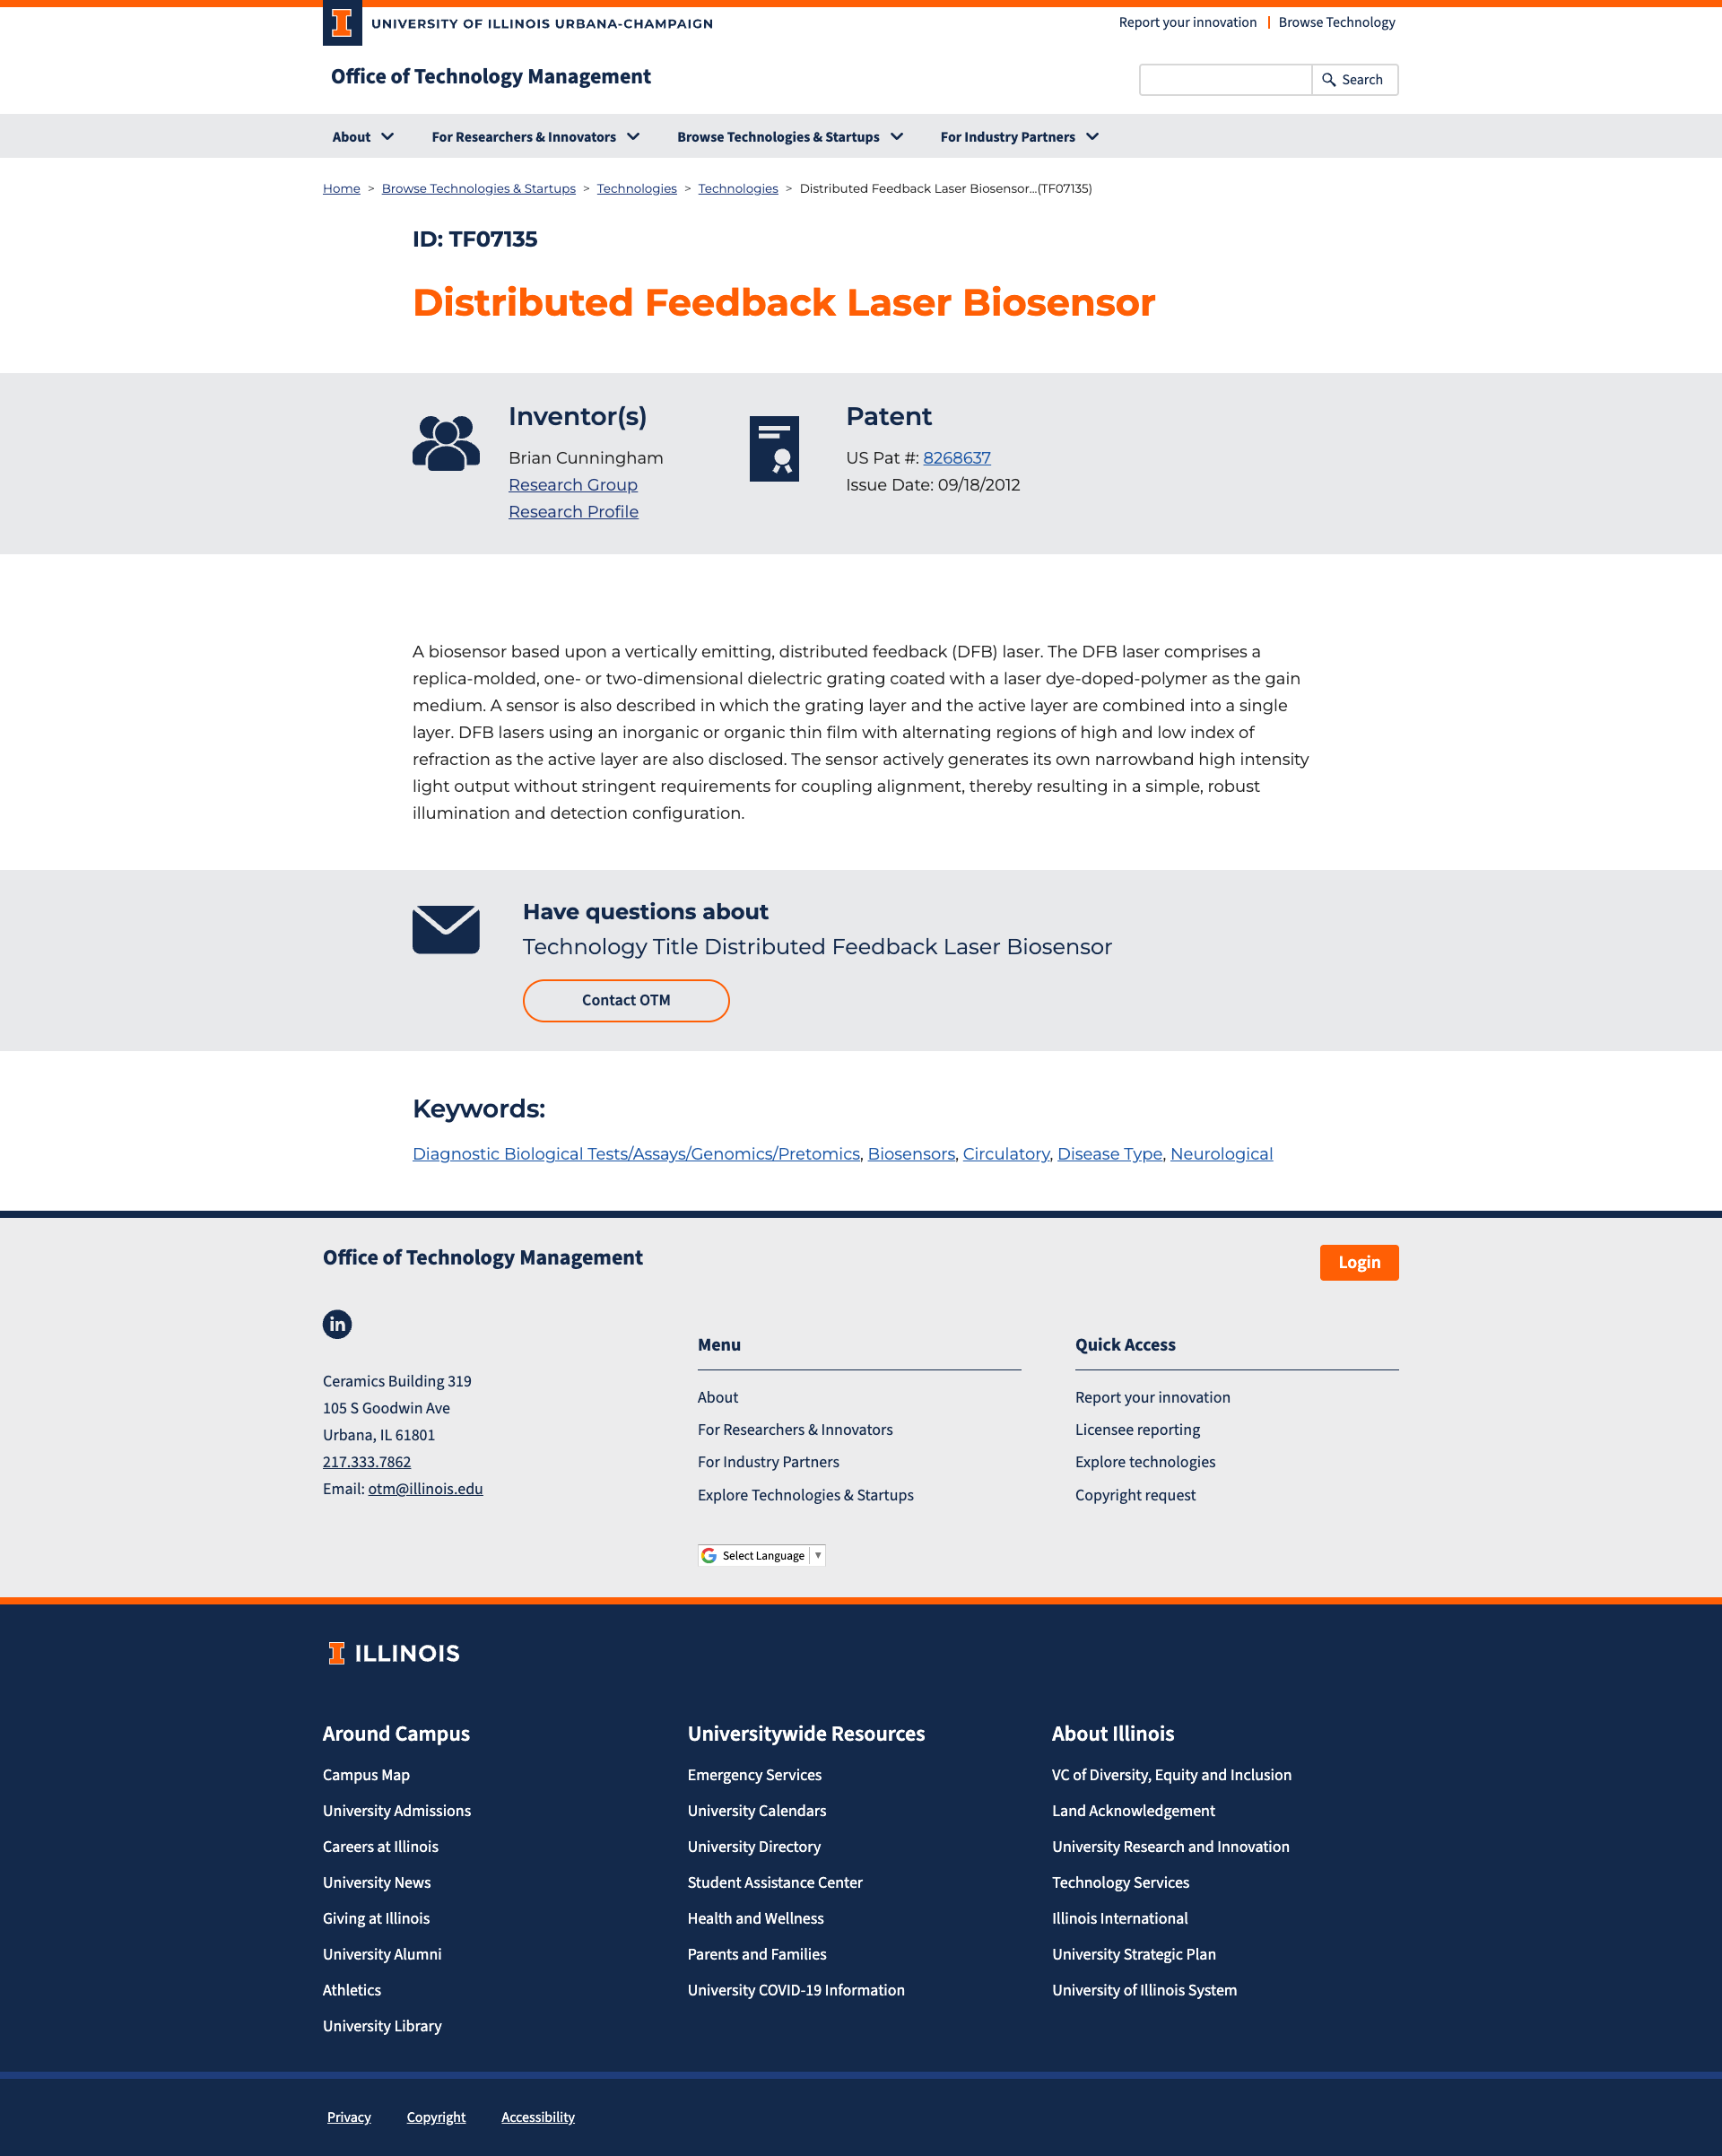 UNIVERSITY OF ILLINOIS URBANA-CHAMPAIGN
Report your innovation
Browse Technology
Office of Technology Management
Search
About
For Researchers & Innovators
Browse Technologies & Startups
For Industry Partners
Home > Browse Technologies & Startups > Technologies > Technologies > Distributed Feedback Laser Biosensor...(TF07135)
ID: TF07135
Distributed Feedback Laser Biosensor
Inventor(s)
Brian Cunningham
Research Group
Research Profile
Patent
US Pat #: 8268637
Issue Date: 09/18/2012
A biosensor based upon a vertically emitting, distributed feedback (DFB) laser. The DFB laser comprises a
replica-molded, one- or two-dimensional dielectric grating coated with a laser dye-doped-polymer as the gain
medium. A sensor is also described in which the grating layer and the active layer are combined into a single
layer. DFB lasers using an inorganic or organic thin film with alternating regions of high and low index of
refraction as the active layer are also disclosed. The sensor actively generates its own narrowband high intensity
light output without stringent requirements for coupling alignment, thereby resulting in a simple, robust
illumination and detection configuration.
Have questions about
Technology Title Distributed Feedback Laser Biosensor
Contact OTM
Keywords:
Diagnostic Biological Tests/Assays/Genomics/Pretomics, Biosensors, Circulatory, Disease Type, Neurological
Office of Technology Management
Login
in
Ceramics Building 319
105 S Goodwin Ave
Urbana, IL 61801
217.333.7862
Email: otm@illinois.edu
Menu
About
For Researchers & Innovators
For Industry Partners
Explore Technologies & Startups
Select Language ▼
Quick Access
Report your innovation
Licensee reporting
Explore technologies
Copyright request
ILLINOIS
Around Campus
Campus Map
University Admissions
Careers at Illinois
University News
Giving at Illinois
University Alumni
Athletics
University Library
Universitywide Resources
Emergency Services
University Calendars
University Directory
Student Assistance Center
Health and Wellness
Parents and Families
University COVID-19 Information
About Illinois
VC of Diversity, Equity and Inclusion
Land Acknowledgement
University Research and Innovation
Technology Services
Illinois International
University Strategic Plan
University of Illinois System
Privacy
Copyright
Accessibility